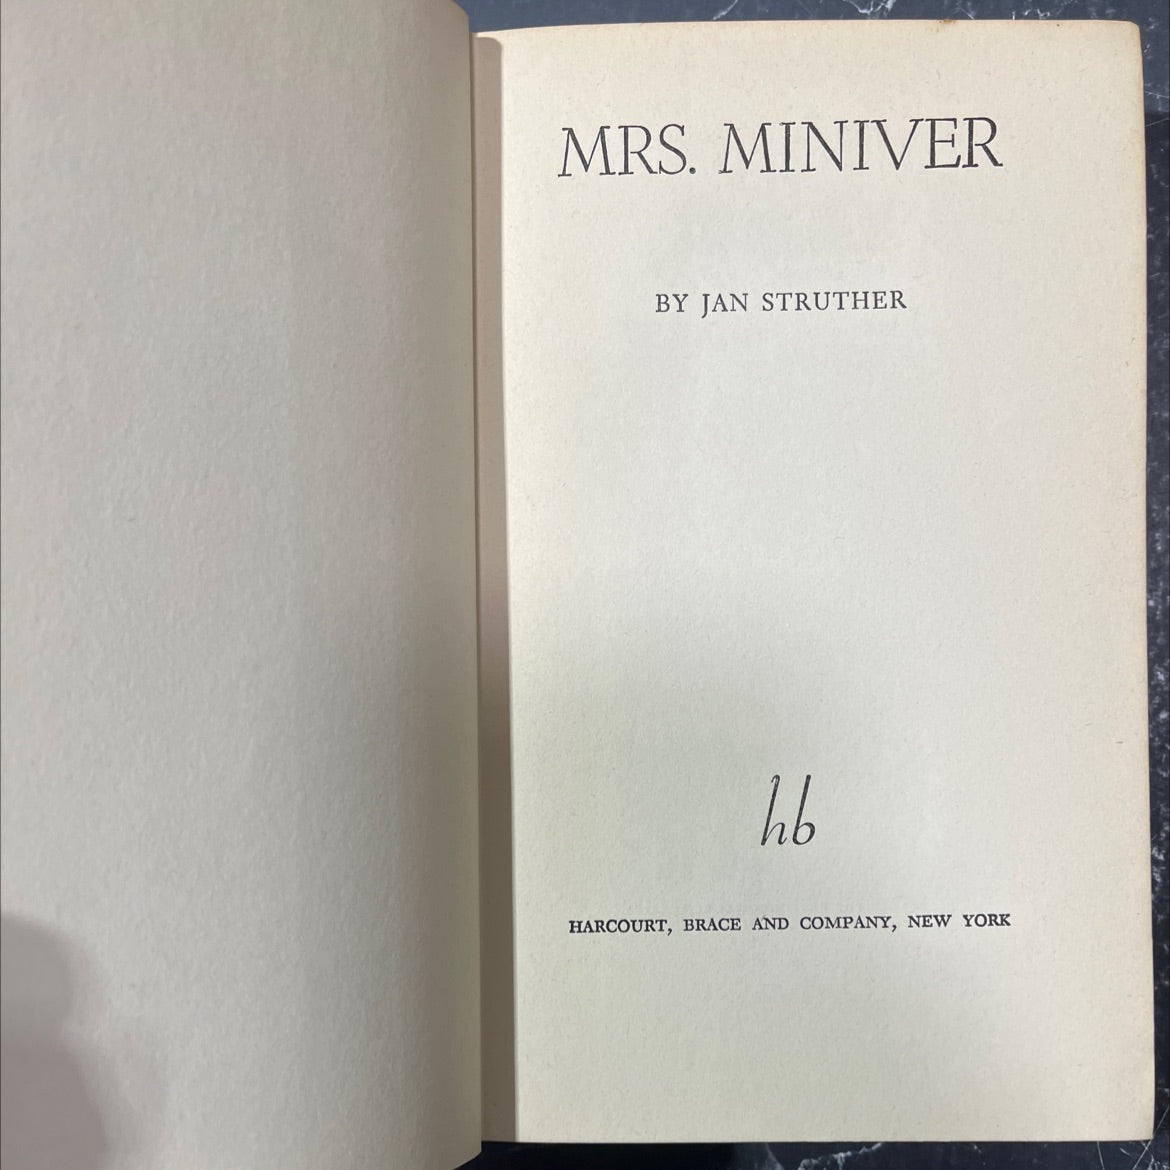 MRS. MINIVER
BY JAN STRUTHER
hb
HARCOURT, BRACE AND COMPANY, NEW YORK